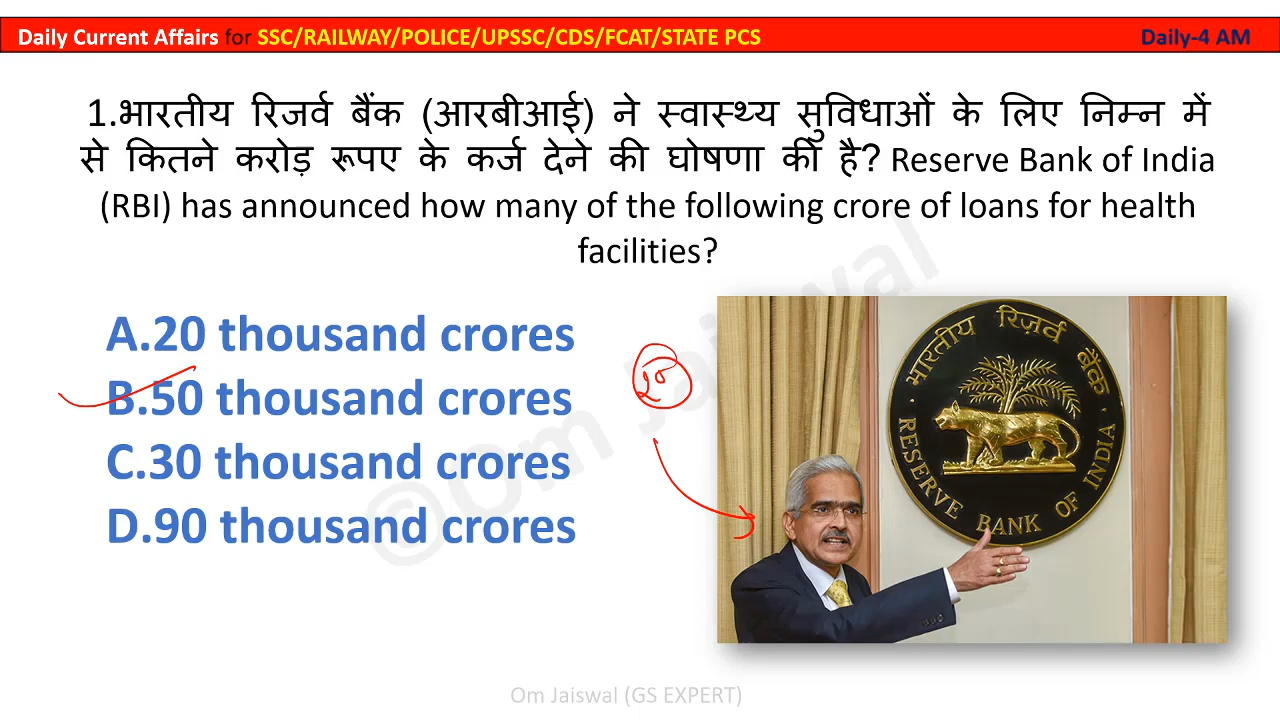 Daily Current Affairs for SSC/RAILWAY/POLICE/UPSSC/CDS/FCAT/STATE PCS Daily-4 AM
1.भारतीय रिजर्व बैंक (आरबीआई) ने स्वास्थ्य सुविधाओं के लिए निम्न में
से कितने करोड़ रूपए के कर्ज देने की घोषणा की है? Reserve Bank of India
(RBI) has announced how many of the following crore of loans for health
facilities?
A.20 thousand crores
B.50 thousand crores
C.30 thousand crores
D.90 thousand crores
©Om Jaiswal
भारतीय रिज़र्व बैंक
RESERVE BANK OF INDIA
Om Jaiswal (GS EXPERT)